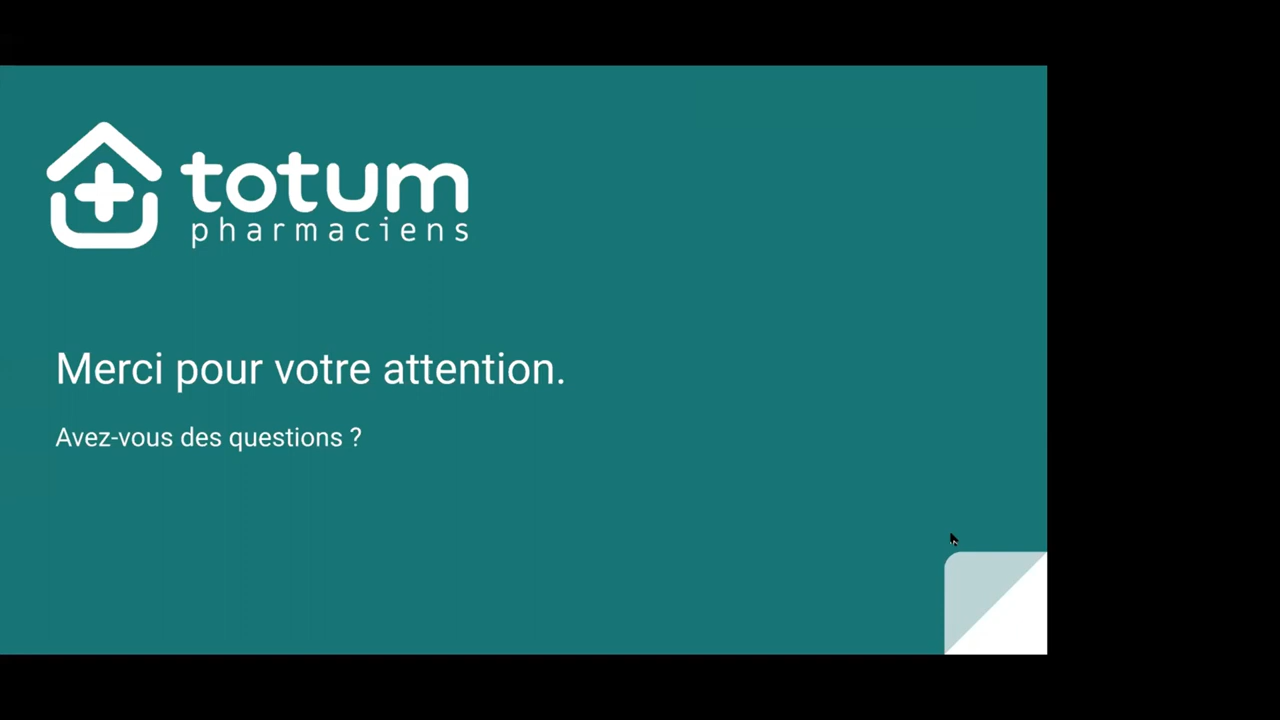 totum
pharmaciens
Merci pour votre attention.
Avez-vous des questions ?